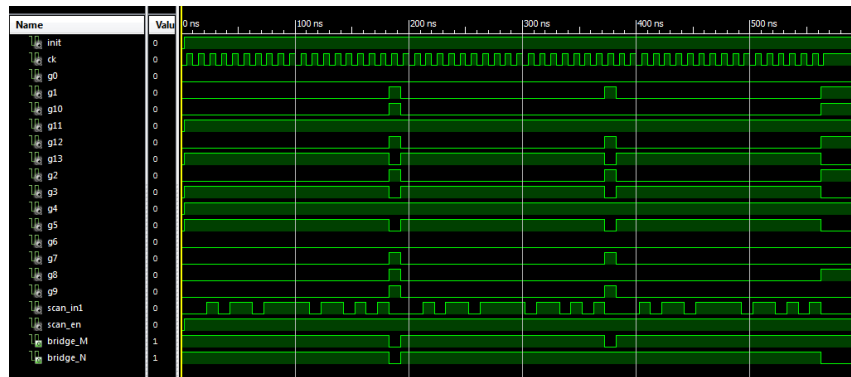 Name Valu 0 ns 100 ns 200 ns 300 ns 400 ns 500 ns
init 0
ck 0
g0 0
g1 0
g10 0
g11 0
g12 0
g13 0
g2 0
g3 0
g4 0
g5 0
g6 0
g7 0
g8 0
g9 0
scan_in1 0
scan_en 0
bridge_M 1
bridge_N 1